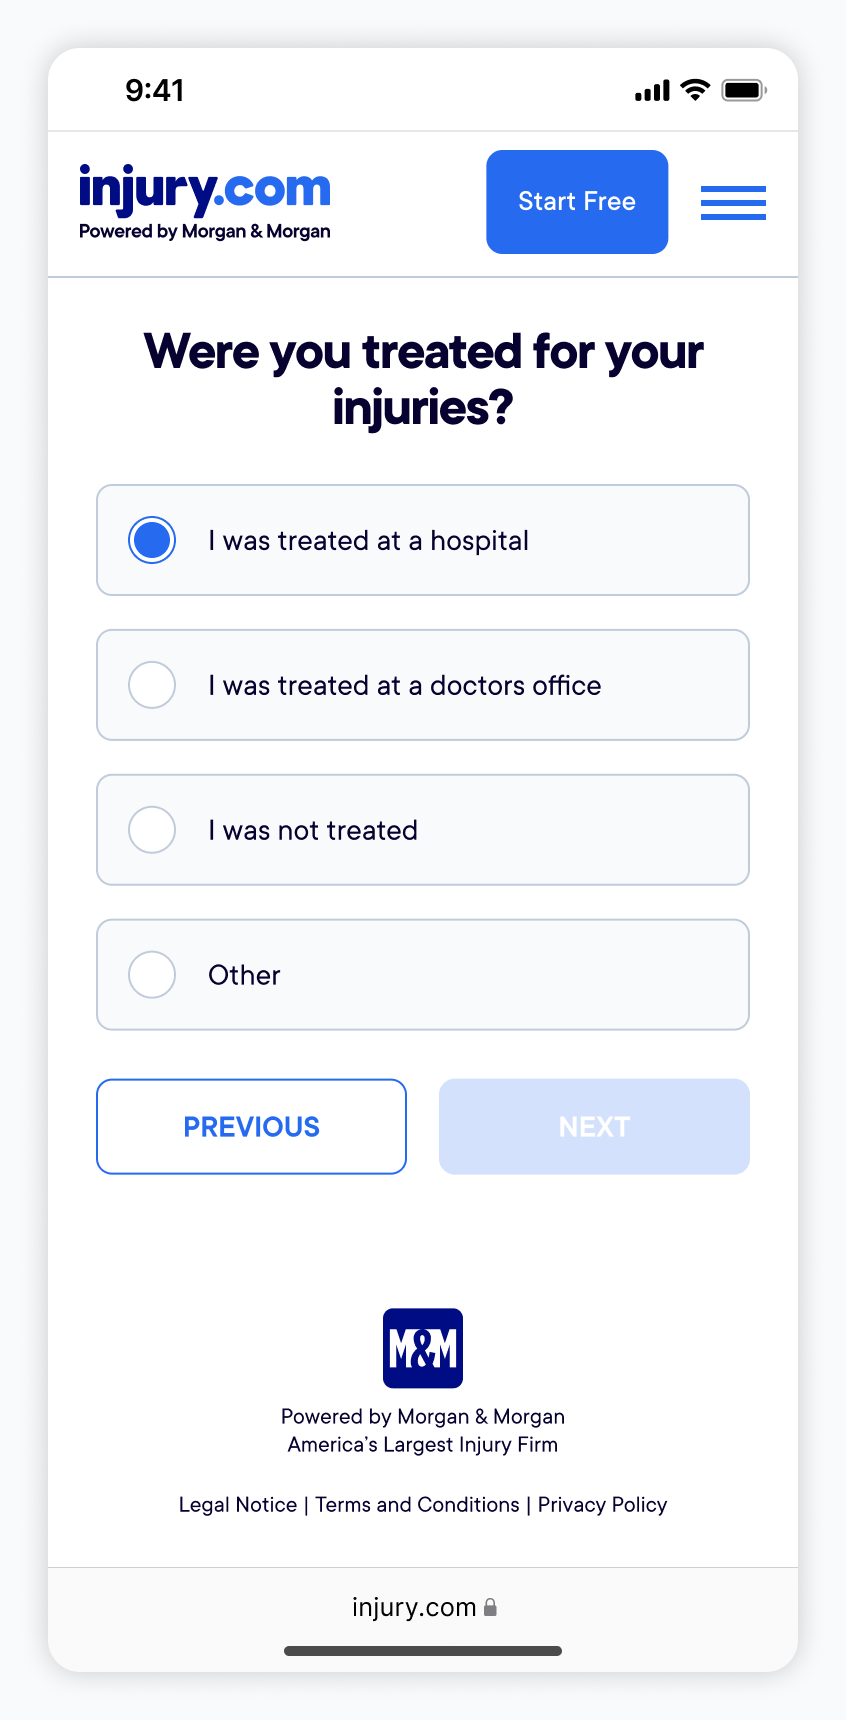 9:41
injury.com
Powered by Morgan & Morgan
Start Free
Were you treated for your
injuries?
I was treated at a hospital
I was treated at a doctors office
I was not treated
Other
PREVIOUS
NEXT
M&M
Powered by Morgan & Morgan
America’s Largest Injury Firm
Legal Notice | Terms and Conditions | Privacy Policy
injury.com